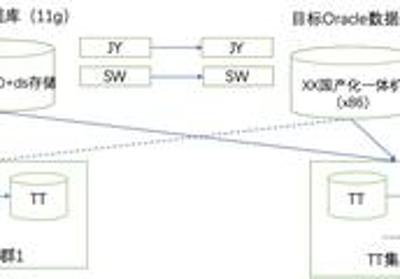 库（11g）
目标Oracle数据
JY
JY
SW
SW
+ds存储
XX国产化一体机
（x86）
TT
TT
群1
TT集